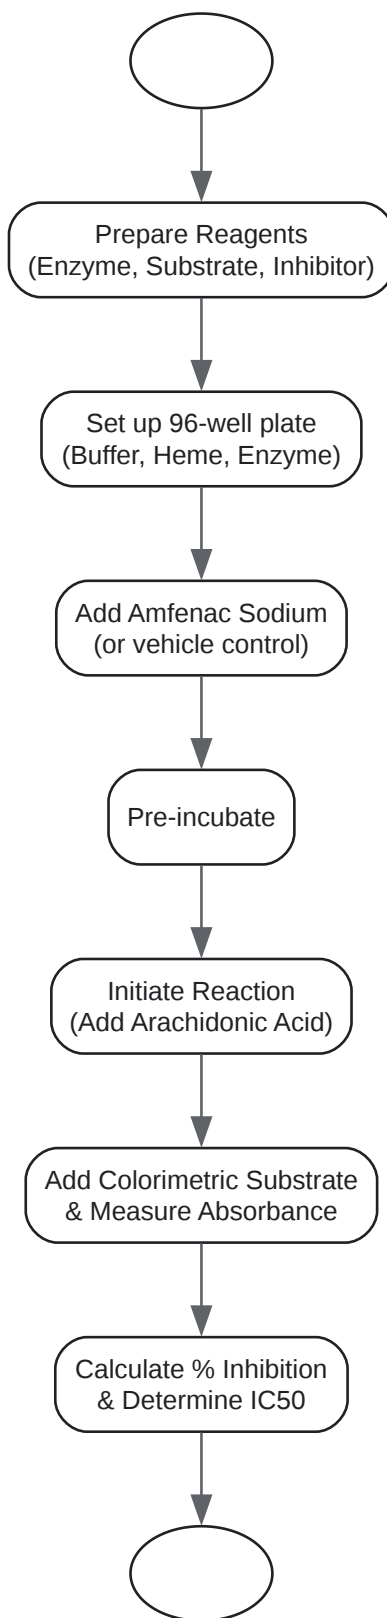 Prepare Reagents
(Enzyme, Substrate, Inhibitor)
Set up 96-well plate
(Buffer, Heme, Enzyme)
Add Amfenac Sodium
(or vehicle control)
Pre-incubate
Initiate Reaction
(Add Arachidonic Acid)
Add Colorimetric Substrate
& Measure Absorbance
Calculate % Inhibition
& Determine IC50